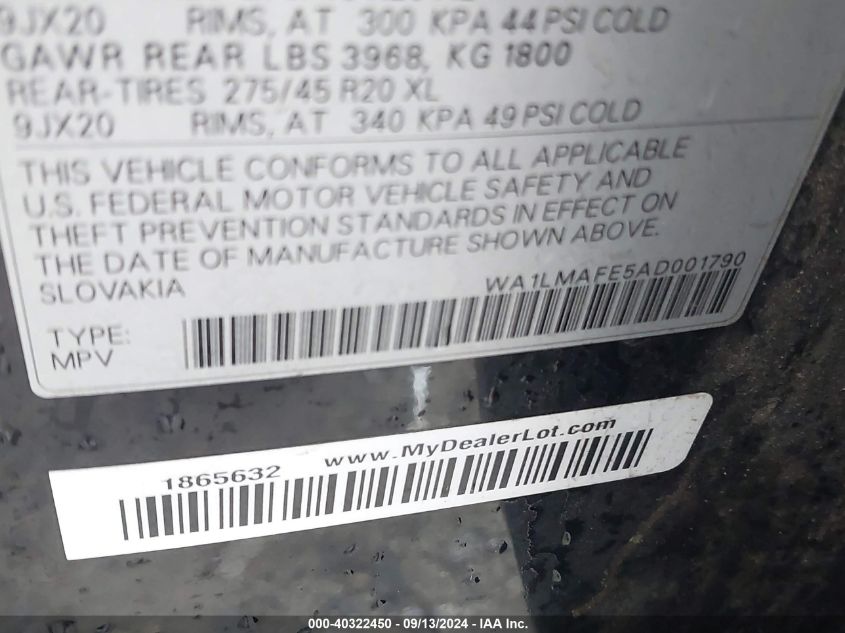 9JX20 RIMS, AT 300 KPA 44 PSI COLD
GAWR REAR LBS 3968, KG 1800
REAR-TIRES 275/45 R20 XL
9JX20 RIMS, AT 340 KPA 49 PSI COLD
THIS VEHICLE CONFORMS TO ALL APPLICABLE
U.S. FEDERAL MOTOR VEHICLE SAFETY AND
THEFT PREVENTION STANDARDS IN EFFECT ON
THE DATE OF MANUFACTURE SHOWN ABOVE.
SLOVAKIA WA1LMAFE5AD001790
TYPE:
MPV
1865632 www.MyDealerLot.com
000-40322450 - 09/13/2024 - IAA Inc.